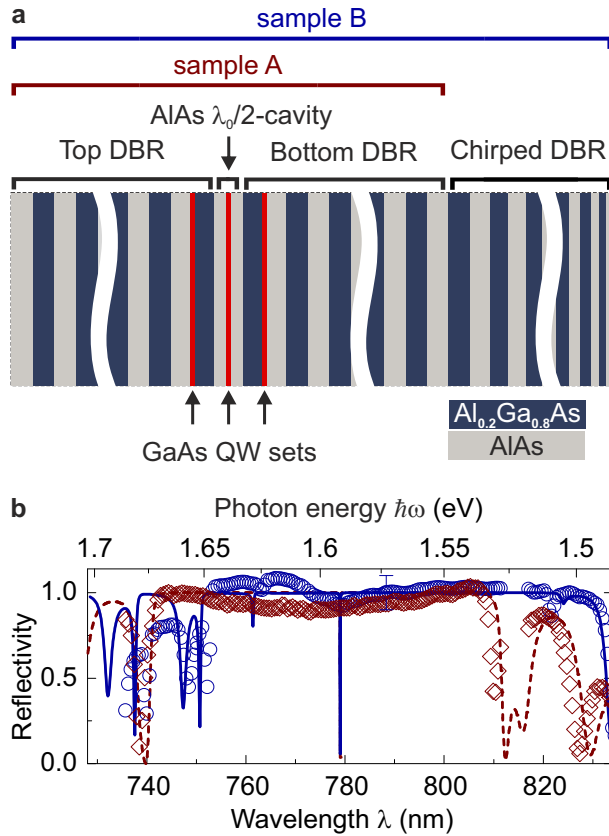 a
sample B
sample A
AlAs λ₀/2-cavity
Top DBR
Bottom DBR
Chirped DBR
GaAs QW sets
Al₀.₂Ga₀.₈As
AlAs
b
Photon energy ℏω (eV)
1.7 1.65 1.6 1.55 1.5
1.0
0.5
0.0
Reflectivity
740 760 780 800 820
Wavelength λ (nm)